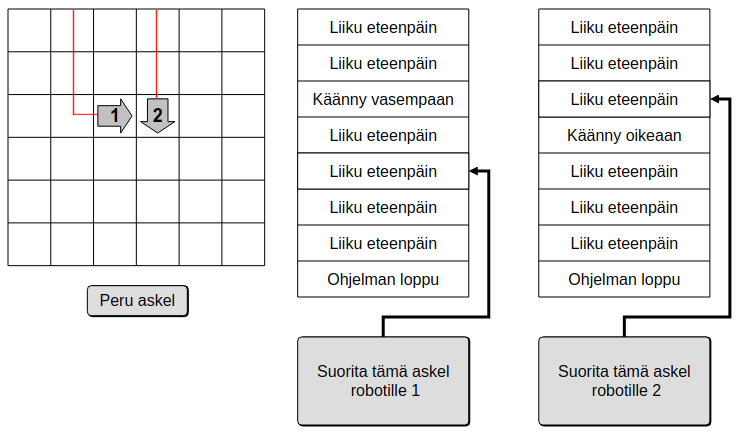 1
2
Peru askel
Liiku eteenpäin
Liiku eteenpäin
Käänny vasempaan
Liiku eteenpäin
Liiku eteenpäin
Liiku eteenpäin
Liiku eteenpäin
Ohjelman loppu
Suorita tämä askel
robotille 1
Liiku eteenpäin
Liiku eteenpäin
Liiku eteenpäin
Käänny oikeaan
Liiku eteenpäin
Liiku eteenpäin
Liiku eteenpäin
Ohjelman loppu
Suorita tämä askel
robotille 2